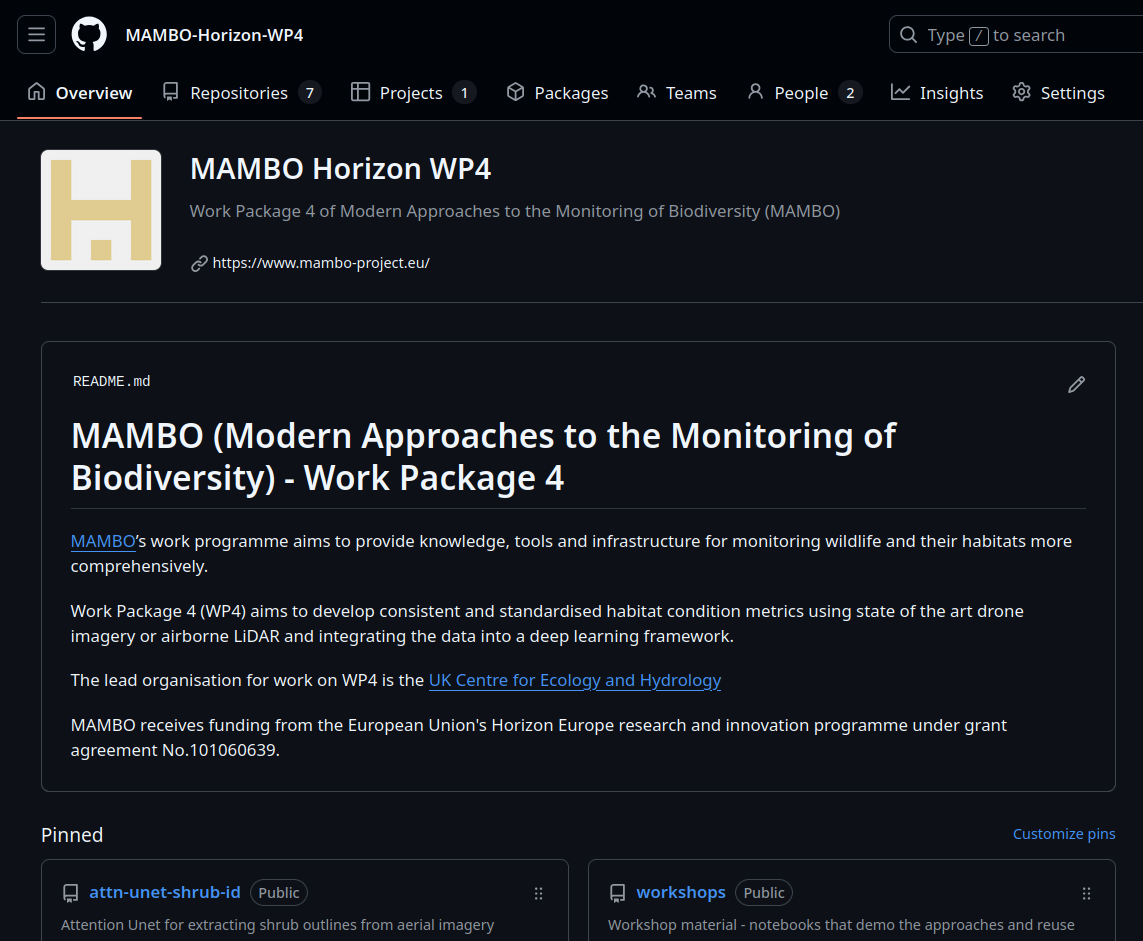 MAMBO-Horizon-WP4
Type / to search
Overview
Repositories 7
Projects 1
Packages
Teams
People 2
Insights
Settings
MAMBO Horizon WP4
Work Package 4 of Modern Approaches to the Monitoring of Biodiversity (MAMBO)
https://www.mambo-project.eu/
README.md
MAMBO (Modern Approaches to the Monitoring of
Biodiversity) - Work Package 4
MAMBO's work programme aims to provide knowledge, tools and infrastructure for monitoring wildlife and their habitats more
comprehensively.
Work Package 4 (WP4) aims to develop consistent and standardised habitat condition metrics using state of the art drone
imagery or airborne LiDAR and integrating the data into a deep learning framework.
The lead organisation for work on WP4 is the UK Centre for Ecology and Hydrology
MAMBO receives funding from the European Union's Horizon Europe research and innovation programme under grant
agreement No.101060639.
Pinned
Customize pins
attn-unet-shrub-id Public
Attention Unet for extracting shrub outlines from aerial imagery
workshops Public
Workshop material - notebooks that demo the approaches and reuse